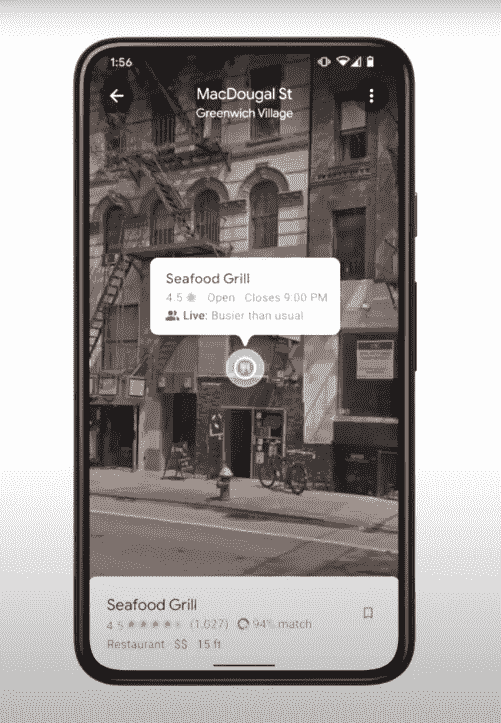 1:56
MacDougal St
Greenwich Village
Seafood Grill
4.5 Open Closes 9:00 PM
Live: Busier than usual
Seafood Grill
4.5 (1,027) 94% match
Restaurant $$ 15 ft